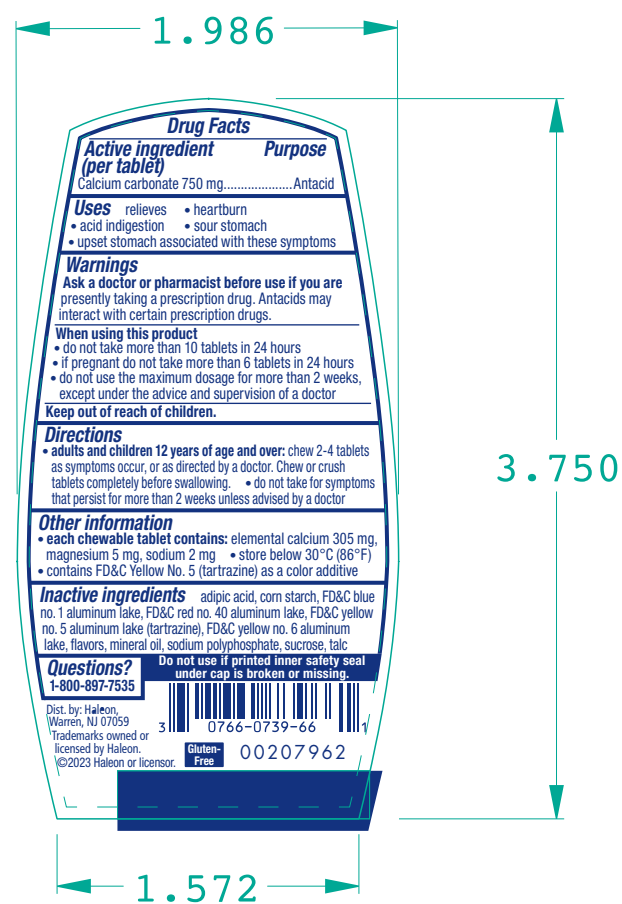 1.986
Drug Facts
Active ingredient Purpose
(per tablet)
Calcium carbonate 750 mg.....................Antacid
Uses relieves • heartburn
• acid indigestion • sour stomach
• upset stomach associated with these symptoms
Warnings
Ask a doctor or pharmacist before use if you are
presently taking a prescription drug. Antacids may
interact with certain prescription drugs.
When using this product
• do not take more than 10 tablets in 24 hours
• if pregnant do not take more than 6 tablets in 24 hours
• do not use the maximum dosage for more than 2 weeks,
except under the advice and supervision of a doctor
Keep out of reach of children.
Directions
• adults and children 12 years of age and over: chew 2-4 tablets
as symptoms occur, or as directed by a doctor. Chew or crush
tablets completely before swallowing. • do not take for symptoms
that persist for more than 2 weeks unless advised by a doctor
3.750
Other information
• each chewable tablet contains: elemental calcium 305 mg,
magnesium 5 mg, sodium 2 mg • store below 30°C (86°F)
• contains FD&C Yellow No. 5 (tartrazine) as a color additive
Inactive ingredients adipic acid, corn starch, FD&C blue
no. 1 aluminum lake, FD&C red no. 40 aluminum lake, FD&C yellow
no. 5 aluminum lake (tartrazine), FD&C yellow no. 6 aluminum
lake, flavors, mineral oil, sodium polyphosphate, sucrose, talc
Questions?
1-800-897-7535
Do not use if printed inner safety seal
under cap is broken or missing.
Dist. by: Haleon,
Warren, NJ 07059
Trademarks owned or
licensed by Haleon.
©2023 Haleon or licensor.
3 0766-0739-66 1
Gluten-
Free
00207962
1.572